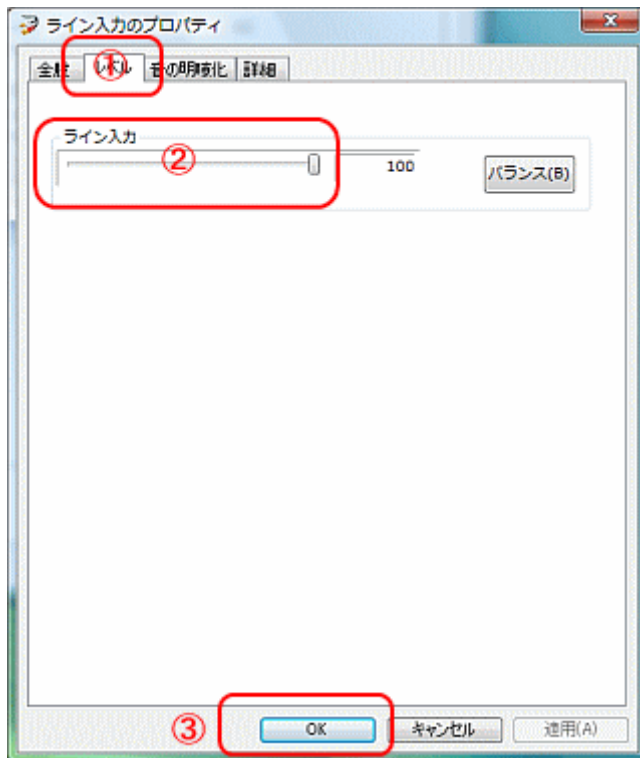 ライン入力のプロパティ
全般 ① レベル 音の明瞭化 詳細
ライン入力
② 100 バランス(B)
③ OK キャンセル 適用(A)